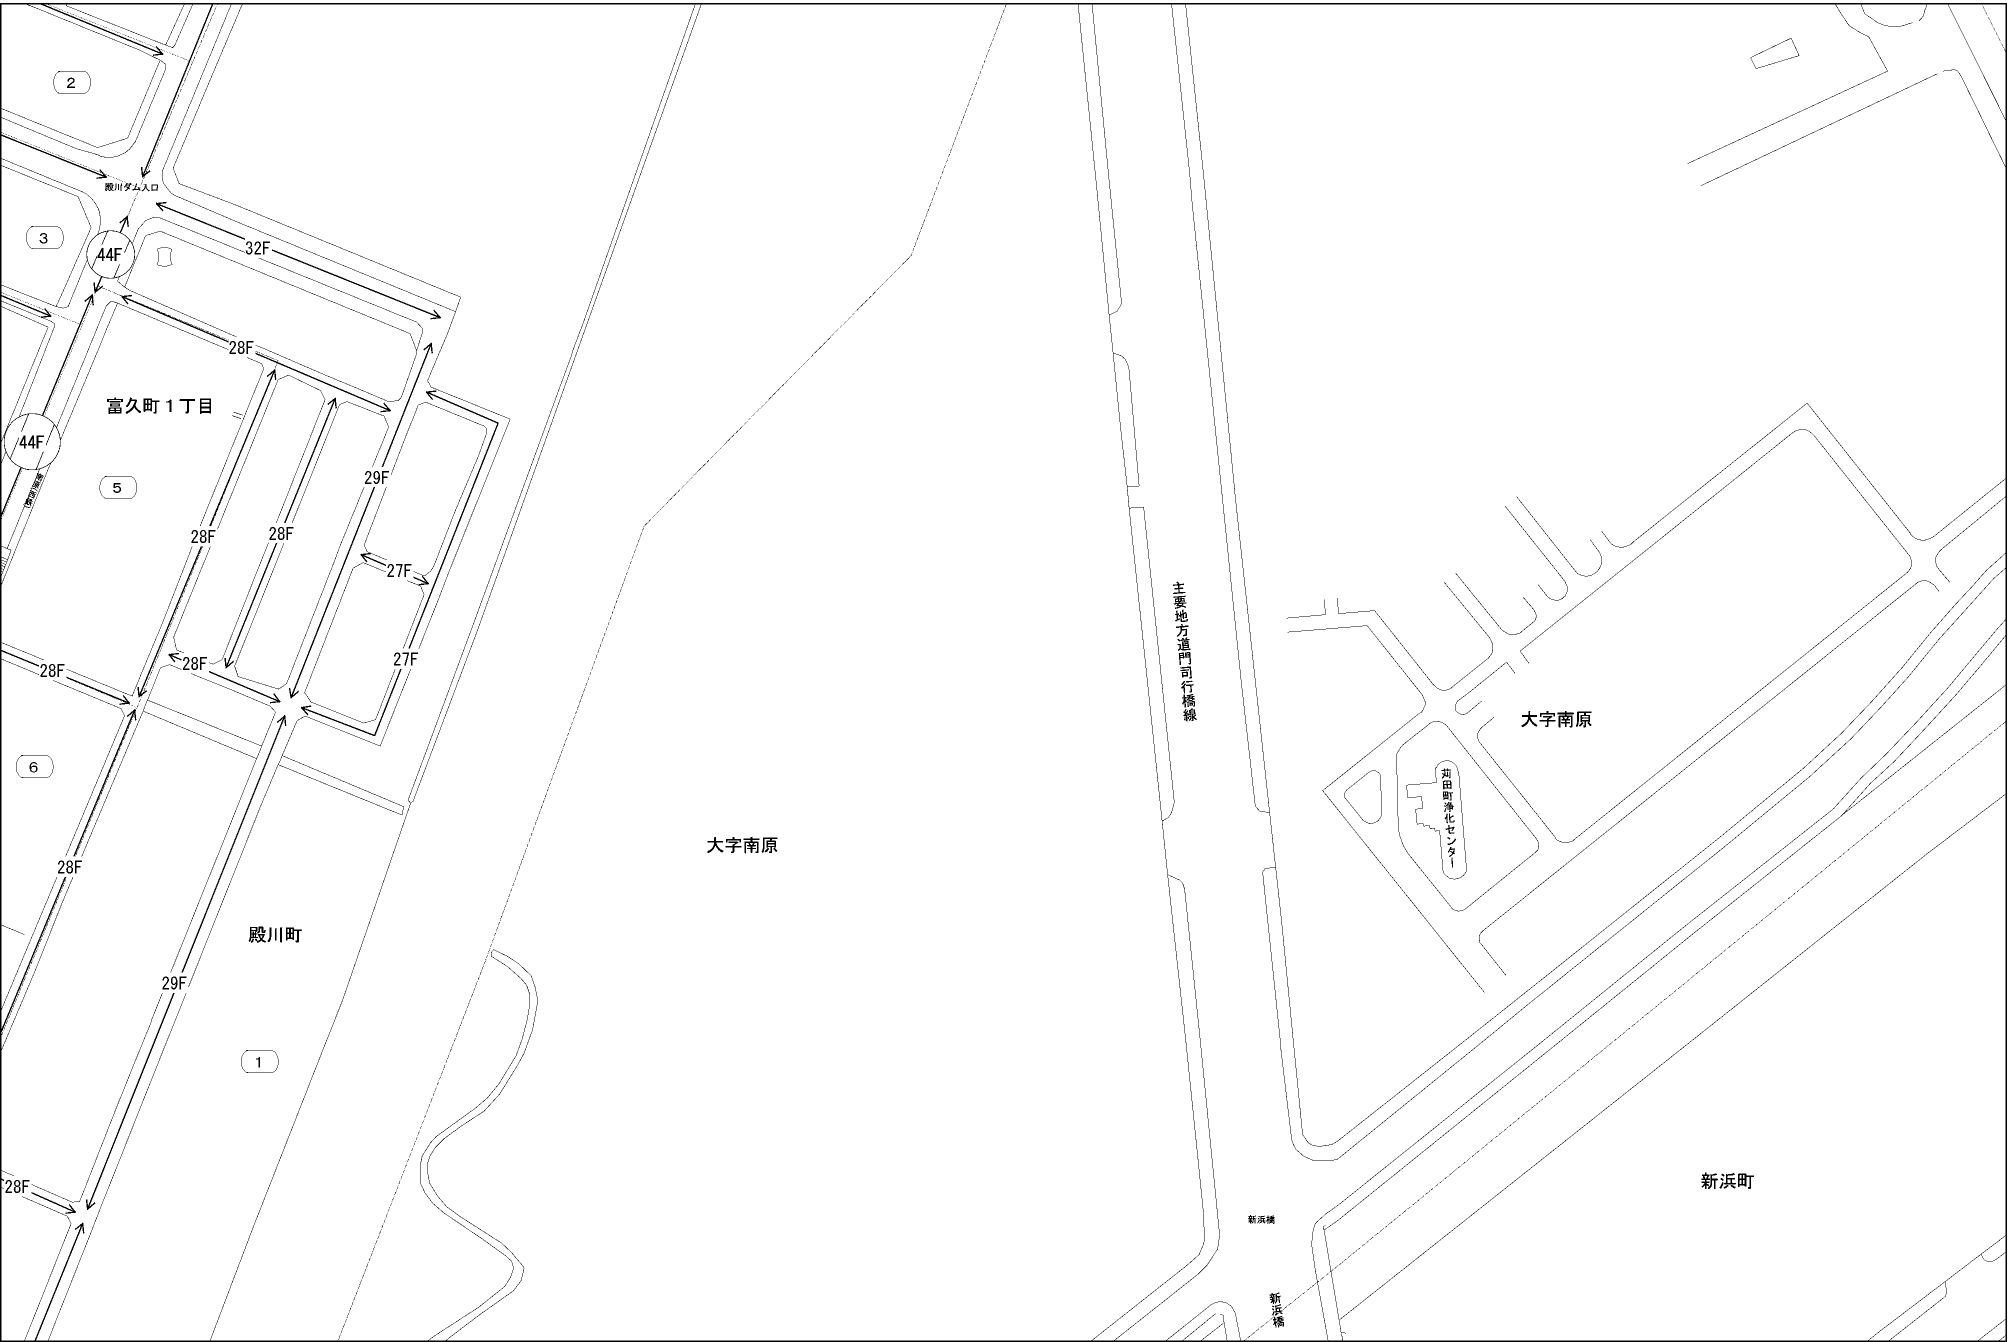 2
殿川ダム入口
3
44F
32F
28F
富久町1丁目
44F
29F
5
28F
28F
27F
主要地方道門司行橋線
27F
28F
28F
大字南原
6
苅田町浄化センター
大字南原
28F
殿川町
29F
1
28F
新浜町
新浜橋
新浜橋